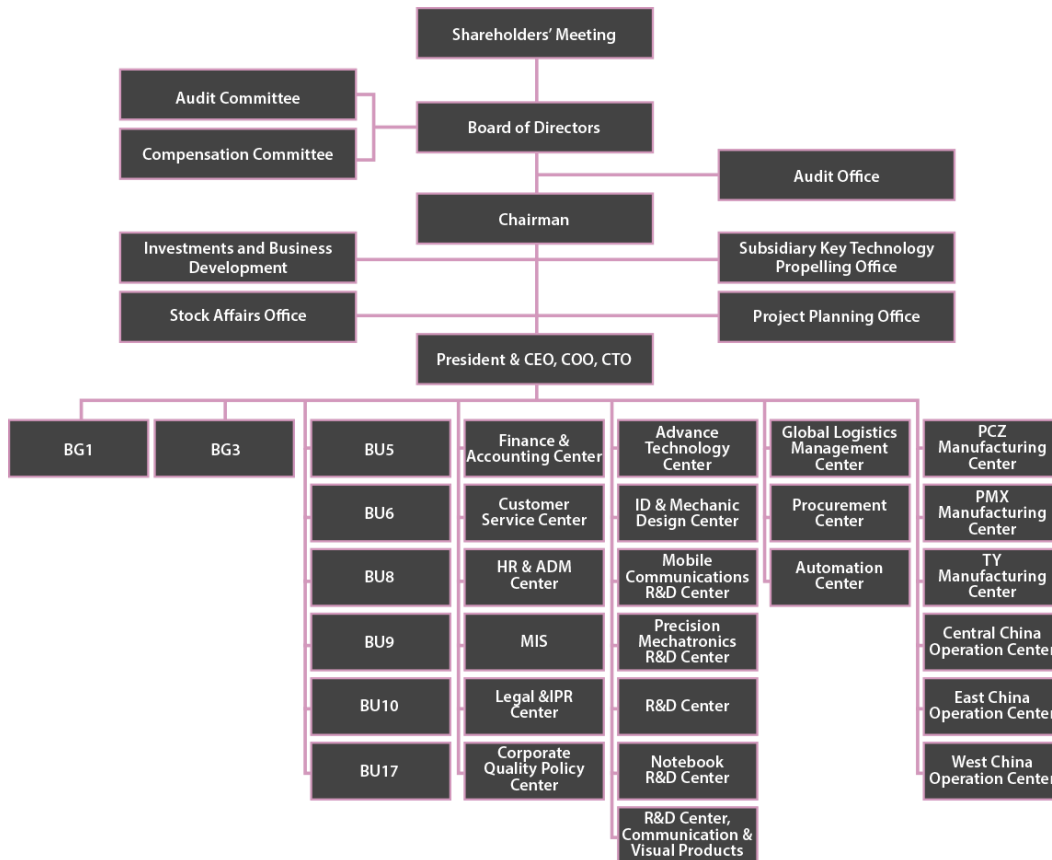 Shareholders’ Meeting
Audit Committee
Board of Directors
Compensation Committee
Audit Office
Chairman
Investments and Business
Development
Subsidiary Key Technology
Propelling Office
Stock Affairs Office
Project Planning Office
President & CEO, COO, CTO
BG1
BG3
BU5
BU6
BU8
BU9
BU10
BU17
Finance &
Accounting Center
Customer
Service Center
HR & ADM
Center
MIS
Legal &IPR
Center
Corporate
Quality Policy
Center
Advance
Technology
Center
ID & Mechanic
Design Center
Mobile
Communications
R&D Center
Precision
Mechatronics
R&D Center
R&D Center
Notebook
R&D Center
R&D Center,
Communication &
Visual Products
Global Logistics
Management
Center
Procurement
Center
Automation
Center
PCZ
Manufacturing
Center
PMX
Manufacturing
Center
TY
Manufacturing
Center
Central China
Operation Center
East China
Operation Center
West China
Operation Center